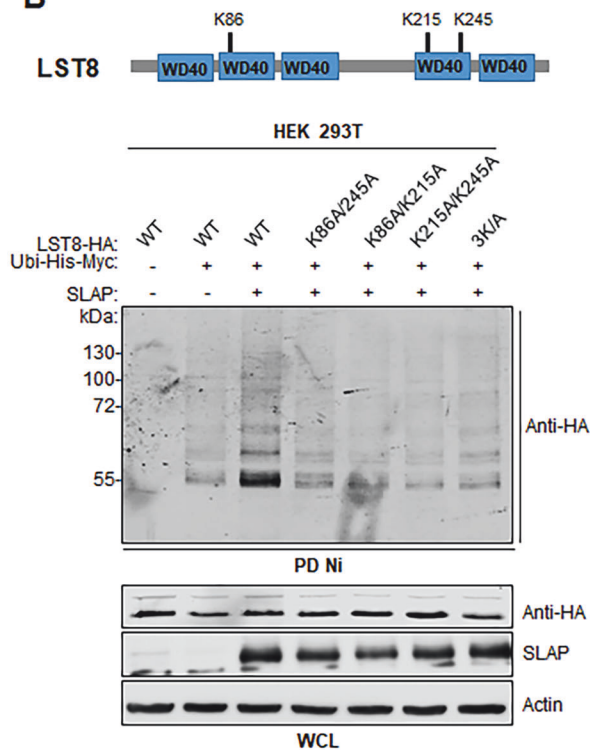 B
K86 K215 K245
LST8 WD40 WD40 WD40 WD40 WD40
HEK 293T
LST8-HA: WT WT WT K86A/245A K86A/K215A K215A/K245A 3K/A
Ubi-His-Myc: - + + + + + +
SLAP: - - + + + + +
kDa:
130-
100-
72-
Anti-HA
55-
PD Ni
Anti-HA
SLAP
Actin
WCL